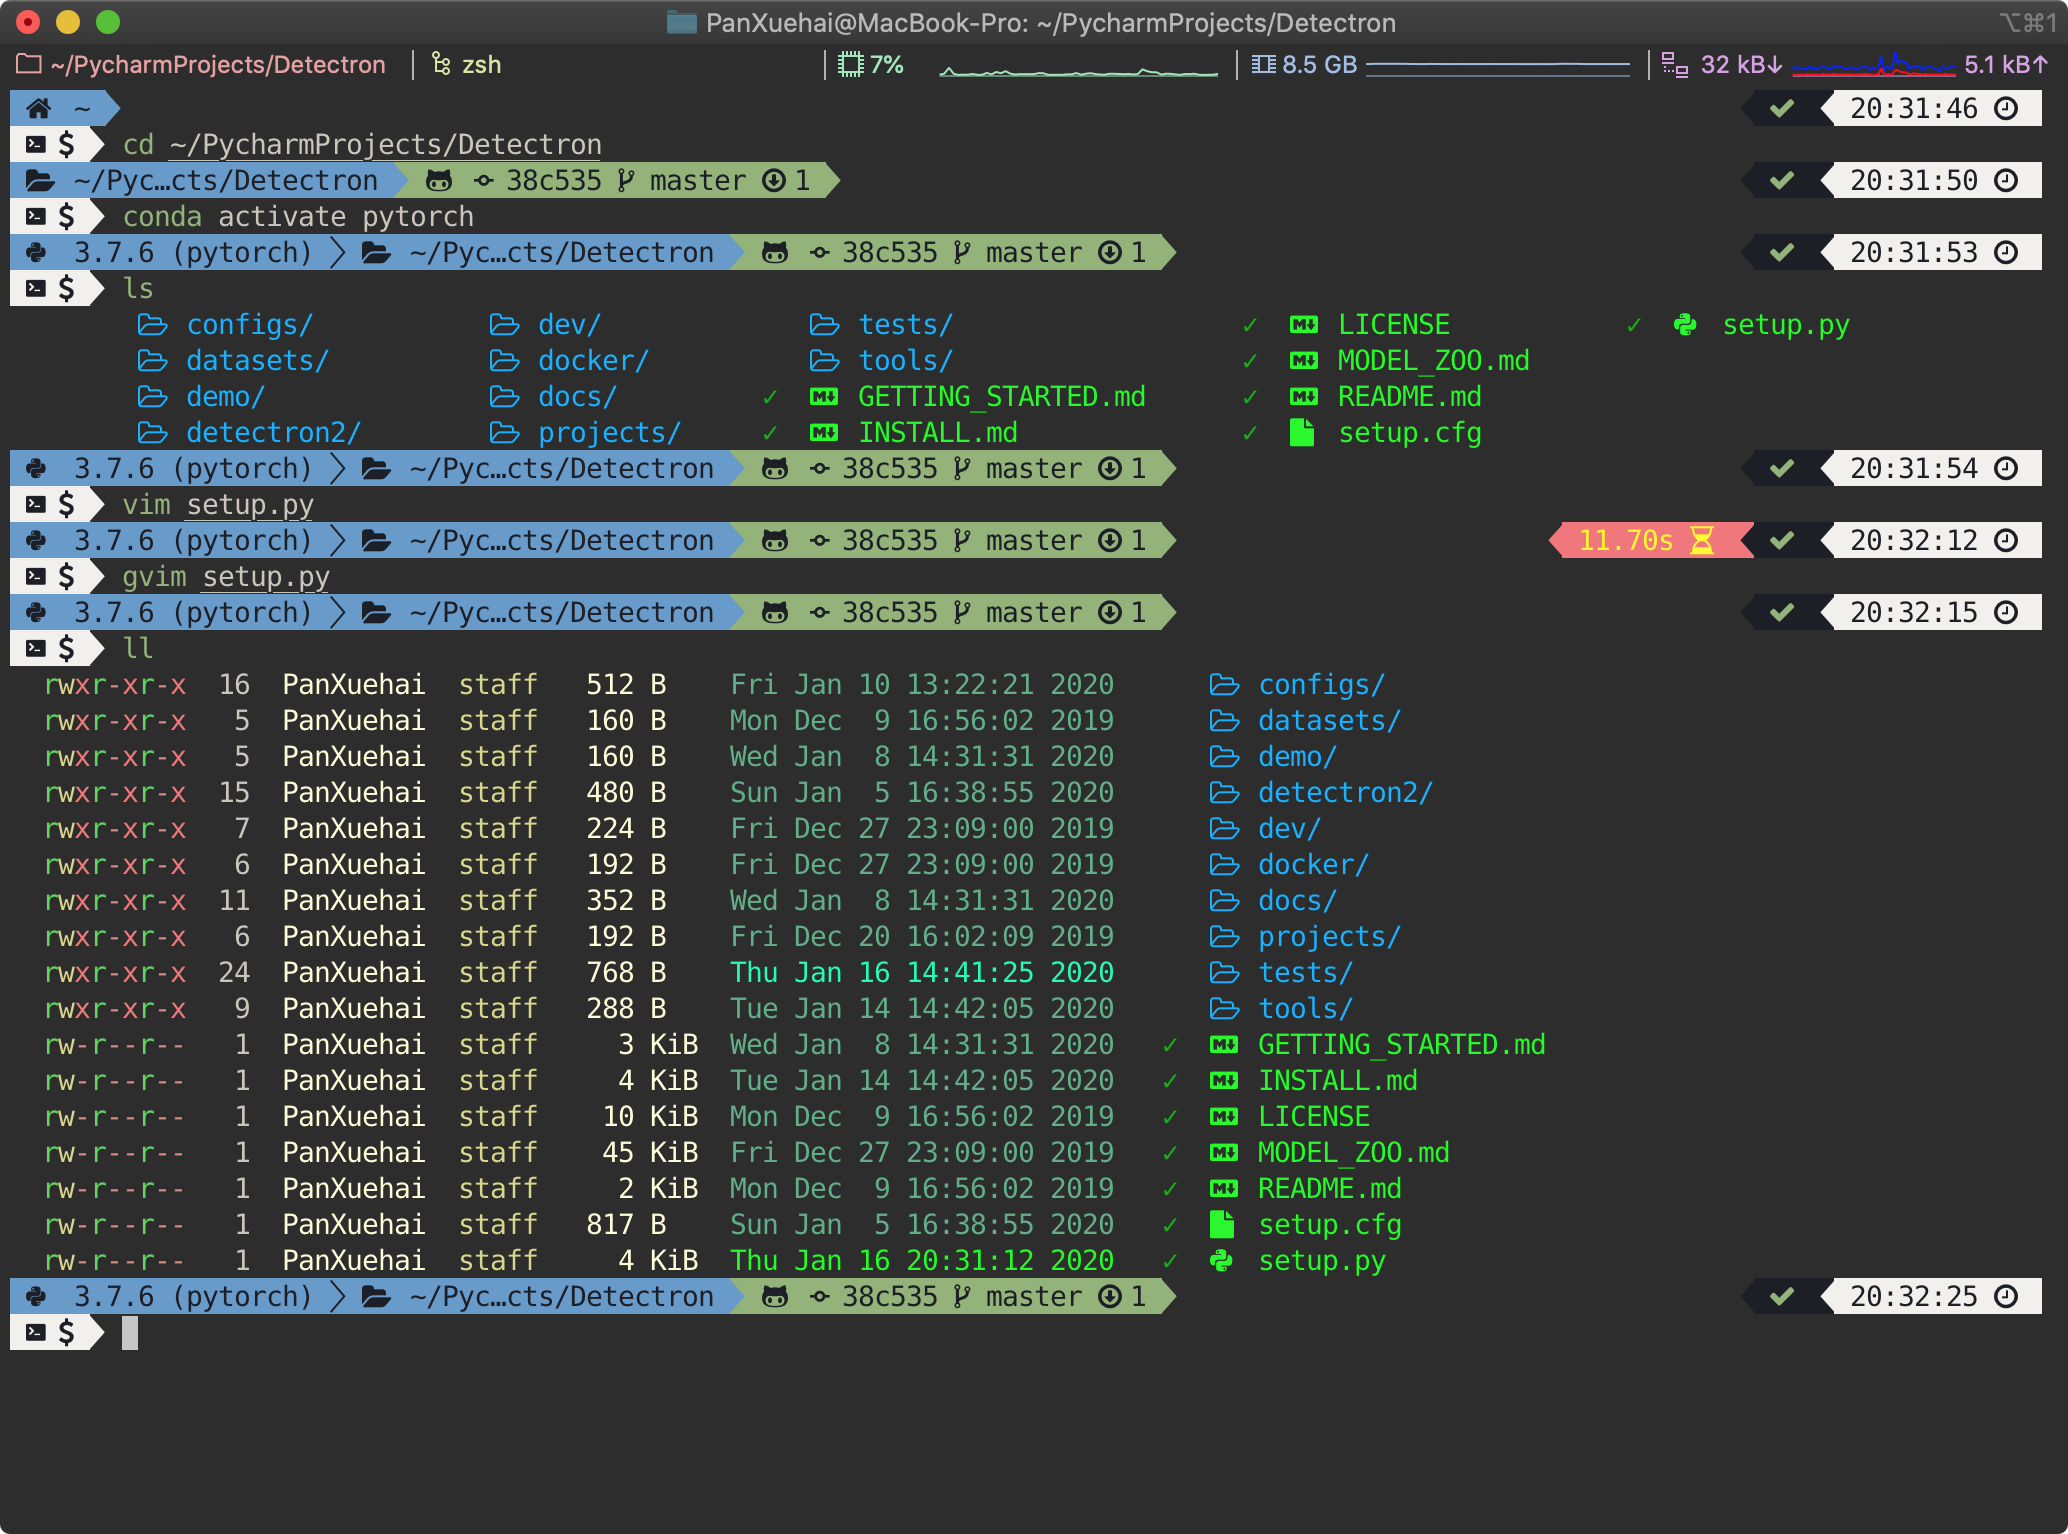 PanXuehai@MacBook-Pro: ~/PycharmProjects/Detectron ⌥⌘1
~/PycharmProjects/Detectron zsh 7% 8.5 GB 32 kB↓ 5.1 kB↑
~ ✔ 20:31:46
$ cd ~/PycharmProjects/Detectron
~/Pyc…cts/Detectron 38c535 master 1 ✔ 20:31:50
$ conda activate pytorch
3.7.6 (pytorch) ~/Pyc…cts/Detectron 38c535 master 1 ✔ 20:31:53
$ ls
configs/ dev/ tests/ ✓ LICENSE ✓ setup.py
datasets/ docker/ tools/ ✓ MODEL_ZOO.md
demo/ docs/ ✓ GETTING_STARTED.md ✓ README.md
detectron2/ projects/ ✓ INSTALL.md ✓ setup.cfg
3.7.6 (pytorch) ~/Pyc…cts/Detectron 38c535 master 1 ✔ 20:31:54
$ vim setup.py
3.7.6 (pytorch) ~/Pyc…cts/Detectron 38c535 master 1 11.70s ✔ 20:32:12
$ gvim setup.py
3.7.6 (pytorch) ~/Pyc…cts/Detectron 38c535 master 1 ✔ 20:32:15
$ ll
rwxr-xr-x 16 PanXuehai staff 512 B Fri Jan 10 13:22:21 2020 configs/
rwxr-xr-x 5 PanXuehai staff 160 B Mon Dec 9 16:56:02 2019 datasets/
rwxr-xr-x 5 PanXuehai staff 160 B Wed Jan 8 14:31:31 2020 demo/
rwxr-xr-x 15 PanXuehai staff 480 B Sun Jan 5 16:38:55 2020 detectron2/
rwxr-xr-x 7 PanXuehai staff 224 B Fri Dec 27 23:09:00 2019 dev/
rwxr-xr-x 6 PanXuehai staff 192 B Fri Dec 27 23:09:00 2019 docker/
rwxr-xr-x 11 PanXuehai staff 352 B Wed Jan 8 14:31:31 2020 docs/
rwxr-xr-x 6 PanXuehai staff 192 B Fri Dec 20 16:02:09 2019 projects/
rwxr-xr-x 24 PanXuehai staff 768 B Thu Jan 16 14:41:25 2020 tests/
rwxr-xr-x 9 PanXuehai staff 288 B Tue Jan 14 14:42:05 2020 tools/
rw-r--r-- 1 PanXuehai staff 3 KiB Wed Jan 8 14:31:31 2020 ✓ GETTING_STARTED.md
rw-r--r-- 1 PanXuehai staff 4 KiB Tue Jan 14 14:42:05 2020 ✓ INSTALL.md
rw-r--r-- 1 PanXuehai staff 10 KiB Mon Dec 9 16:56:02 2019 ✓ LICENSE
rw-r--r-- 1 PanXuehai staff 45 KiB Fri Dec 27 23:09:00 2019 ✓ MODEL_ZOO.md
rw-r--r-- 1 PanXuehai staff 2 KiB Mon Dec 9 16:56:02 2019 ✓ README.md
rw-r--r-- 1 PanXuehai staff 817 B Sun Jan 5 16:38:55 2020 ✓ setup.cfg
rw-r--r-- 1 PanXuehai staff 4 KiB Thu Jan 16 20:31:12 2020 ✓ setup.py
3.7.6 (pytorch) ~/Pyc…cts/Detectron 38c535 master 1 ✔ 20:32:25
$